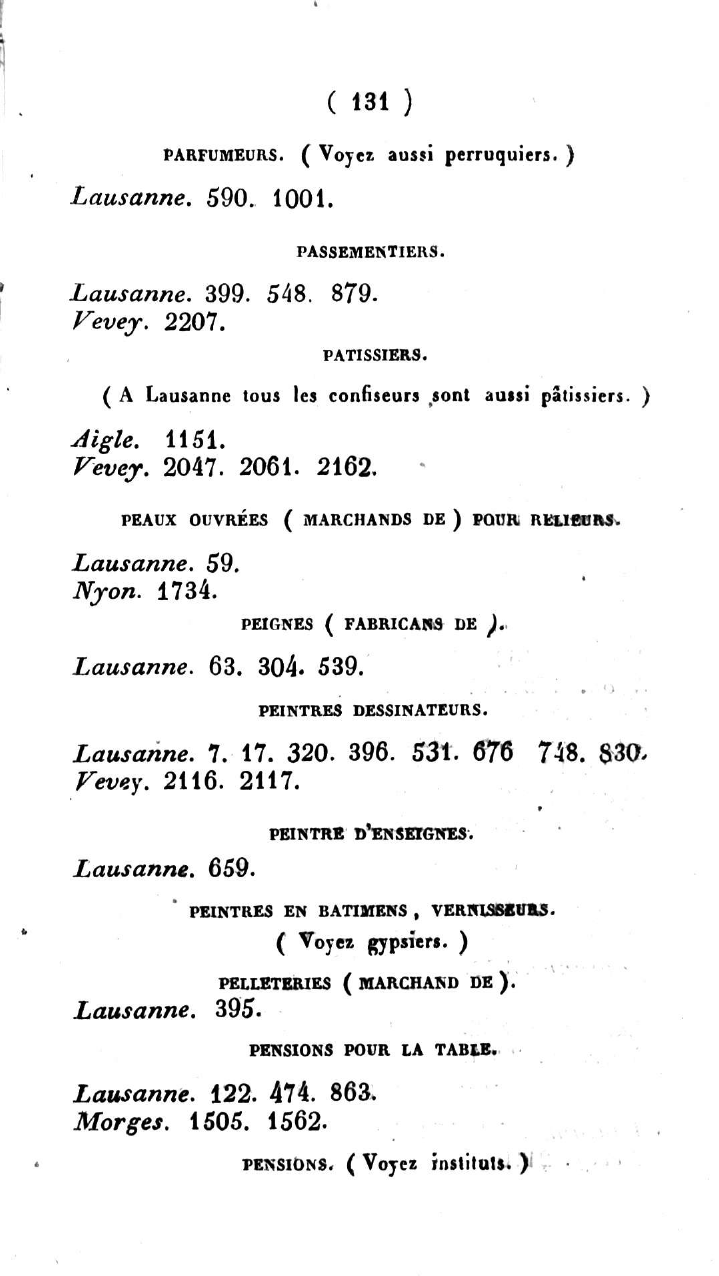 ( 131 )
PARFUMEURS. ( Voyez aussi perruquiers. )
Lausanne. 590. 1001.
PASSEMENTIERS.
Lausanne. 399. 548. 879.
Vevey. 2207.
PATISSIERS.
( A Lausanne tous les confiseurs sont aussi pâtissiers. )
Aigle. 1151.
Vevey. 2047. 2061. 2162.
PEAUX OUVRÉES ( MARCHANDS DE ) POUR RELIEURS.
Lausanne. 59.
Nyon. 1734.
PEIGNES ( FABRICANS DE ).
Lausanne. 63. 304. 539.
PEINTRES DESSINATEURS.
Lausanne. 7. 17. 320. 396. 531. 676 748. 830.
Vevey. 2116. 2117.
PEINTRE D'ENSEIGNES.
Lausanne. 659.
PEINTRES EN BATIMENS, VERNISSEURS.
( Voyez gypsiers. )
PELLETERIES ( MARCHAND DE ).
Lausanne. 395.
PENSIONS POUR LA TABLE.
Lausanne. 122. 474. 863.
Morges. 1505. 1562.
PENSIONS. ( Voyez instituts. )